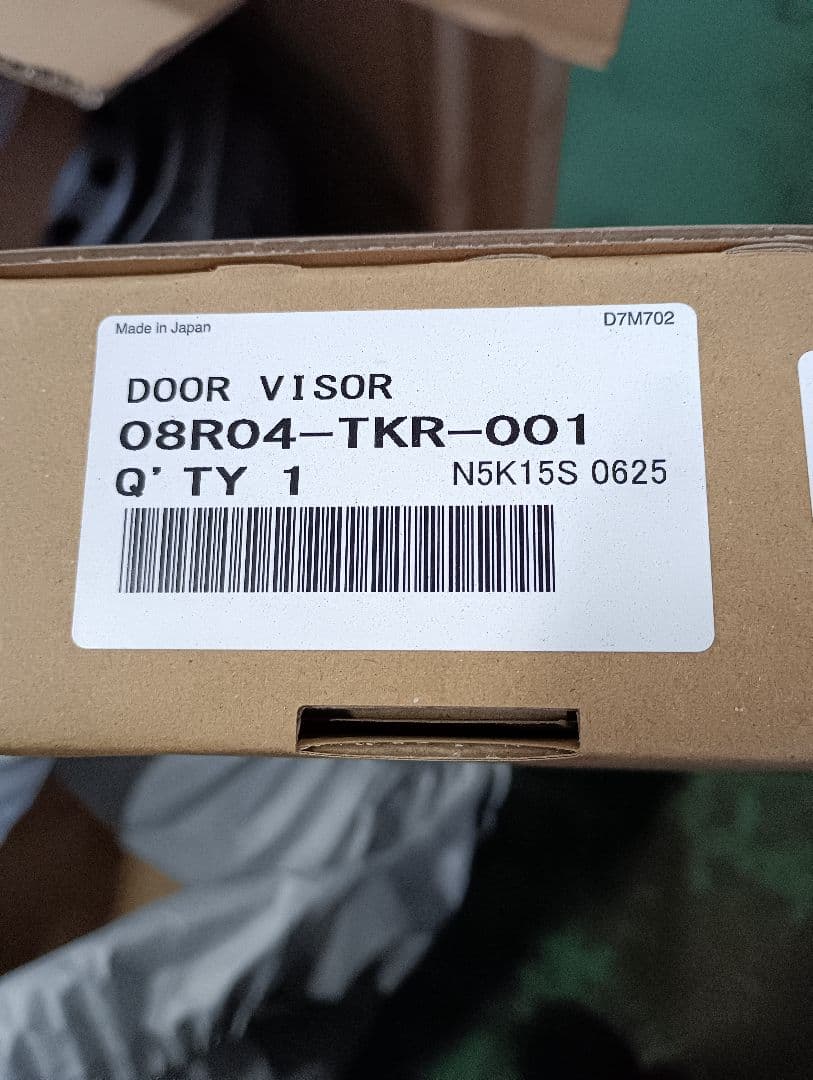 Made in Japan
D7M702
DOOR VISOR
08R04-TKR-001
Q'TY 1
N5K15S 0625